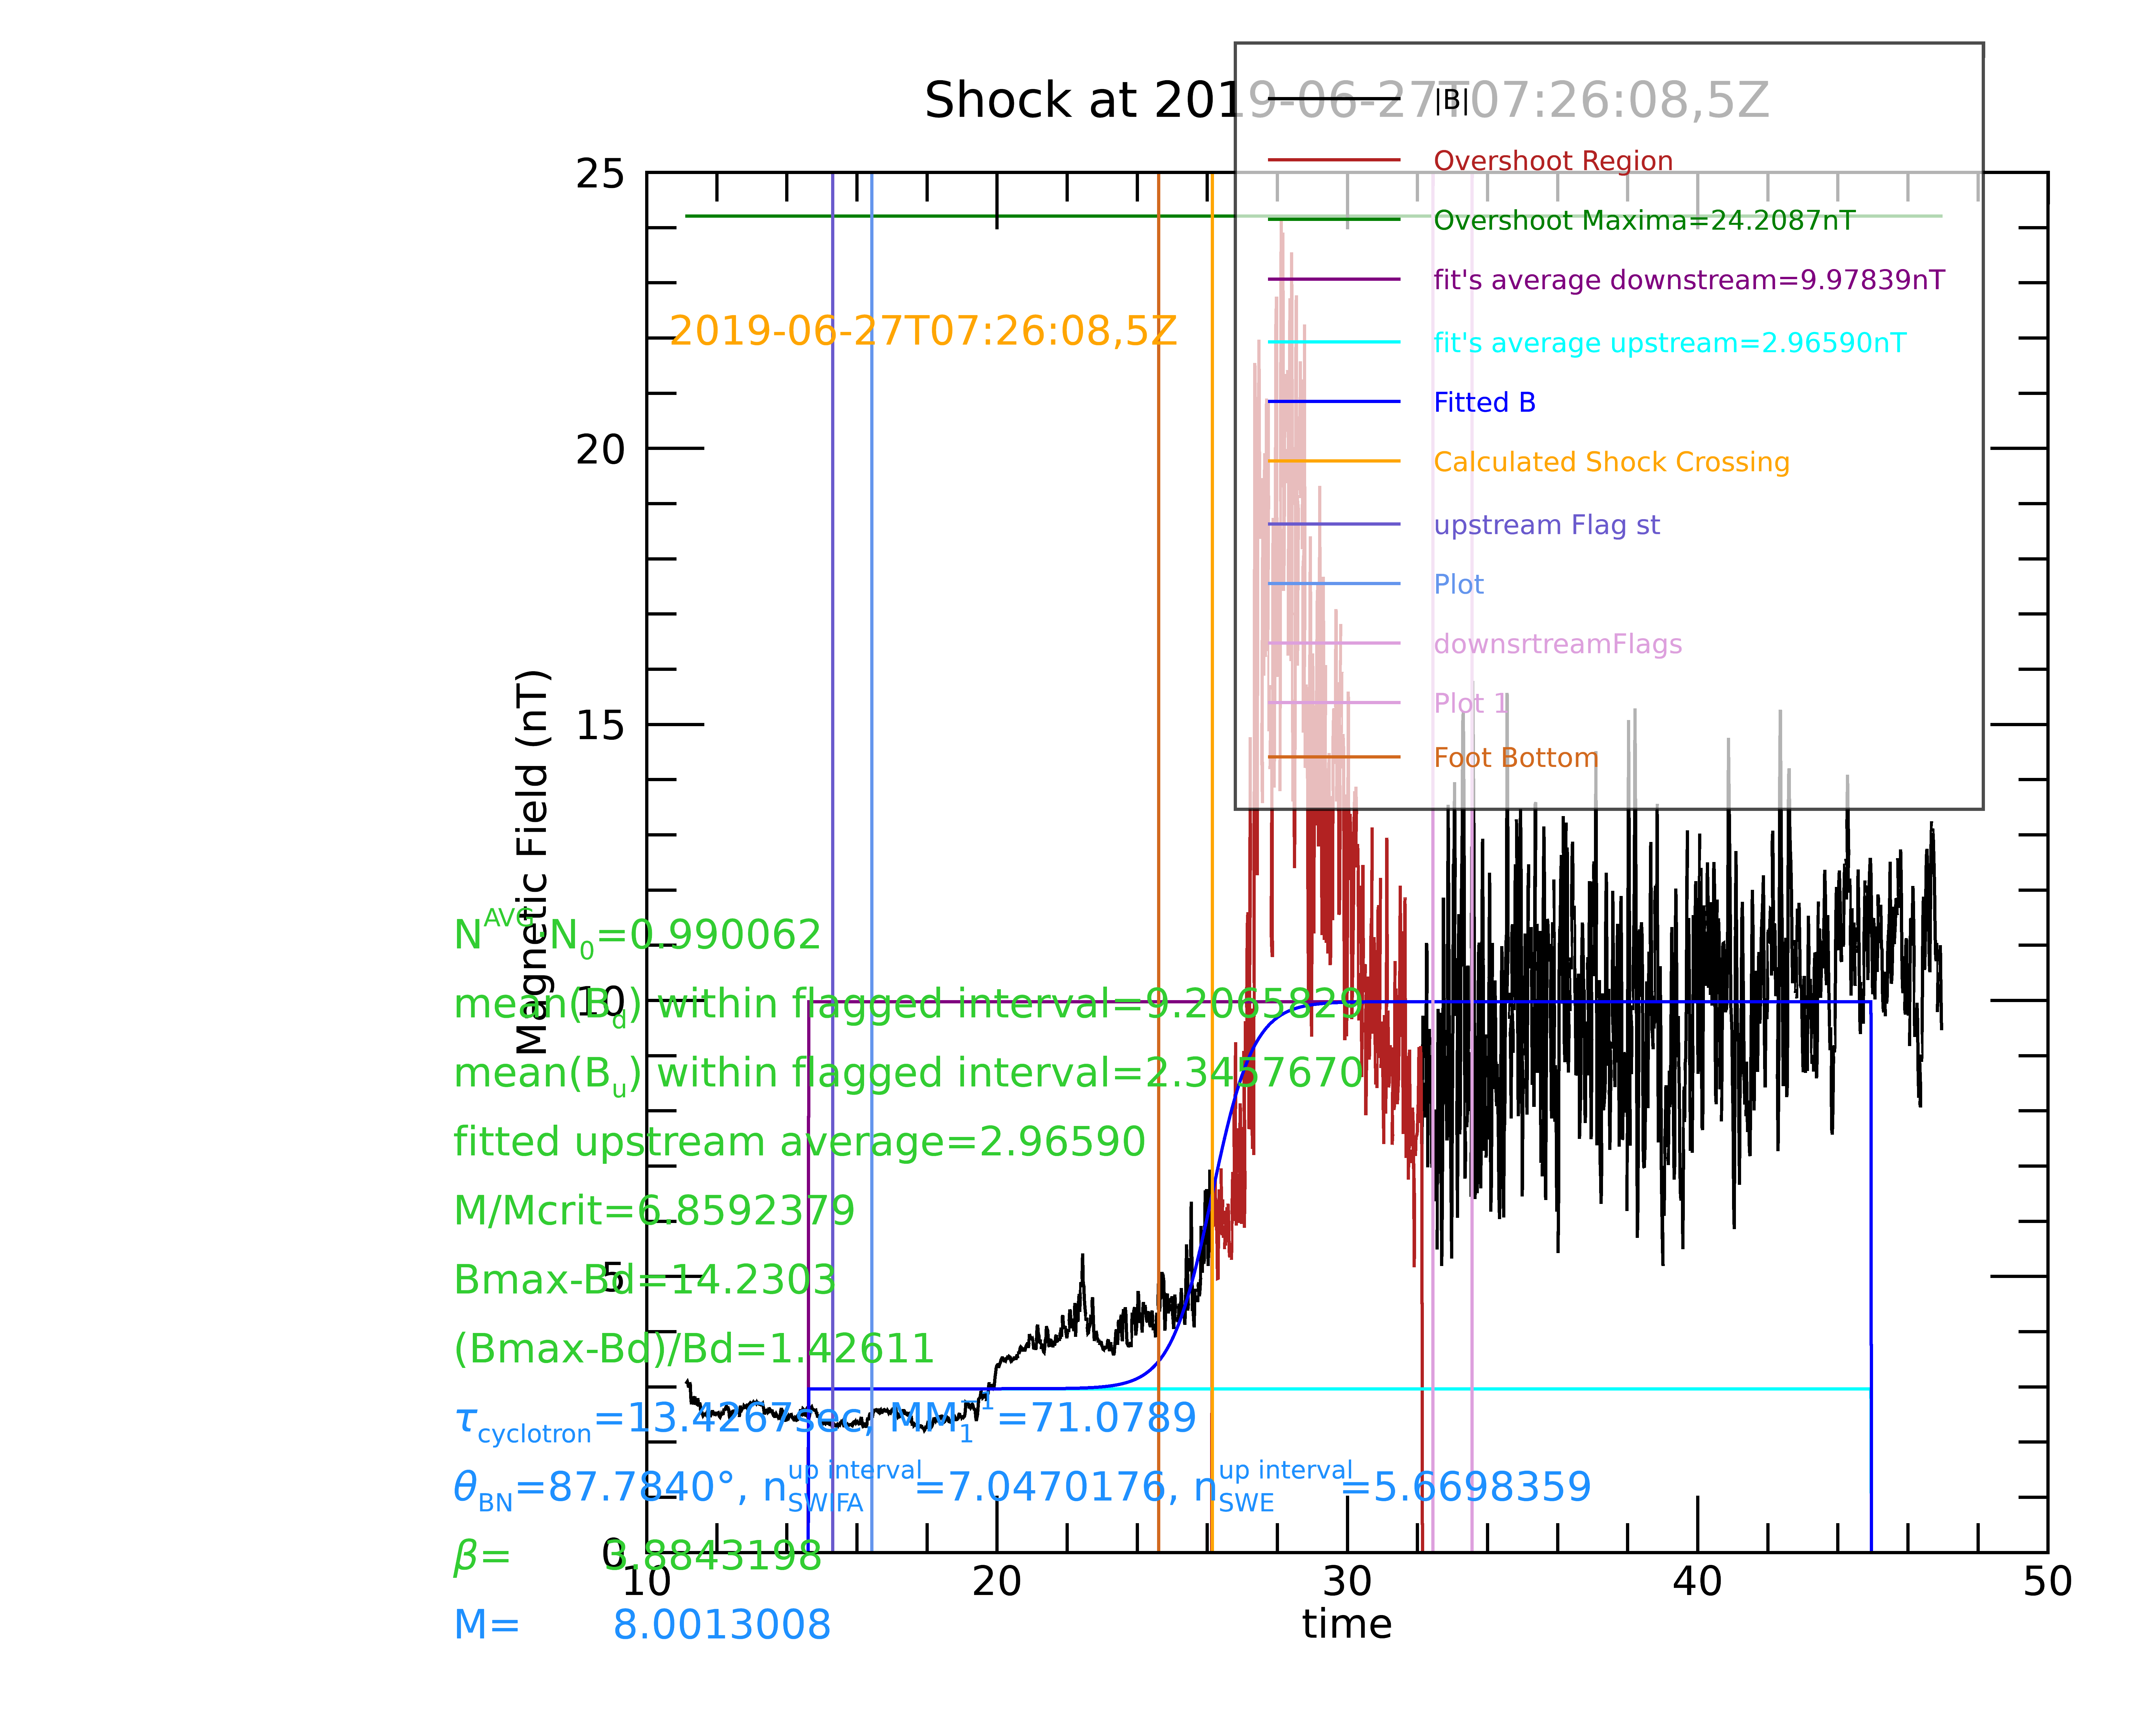 Shock at 2019-06-27T07:26:08,5Z
|B|
Overshoot Region
Overshoot Maxima=24.2087nT
fit's average downstream=9.97839nT
fit's average upstream=2.96590nT
Fitted B
Calculated Shock Crossing
upstream Flag st
Plot
downsrtreamFlags
Plot 1
Foot Bottom
2019-06-27T07:26:08,5Z
25
20
15
10
5
0
Magnetic Field (nT)
N^AVG·N_0=0.990062
mean(B_d) within flagged interval=9.2065829
mean(B_u) within flagged interval=2.3457670
fitted upstream average=2.96590
M/Mcrit=6.8592379
Bmax-Bd=14.2303
(Bmax-Bd)/Bd=1.42611
τ_cyclotron=13.4267sec, MM_1^-1=71.0789
θ_BN=87.7840°, n_SWIFA^up interval=7.0470176, n_SWE^up interval=5.6698359
β= 3.8843198
M= 8.0013008
10 20 30 40 50
time